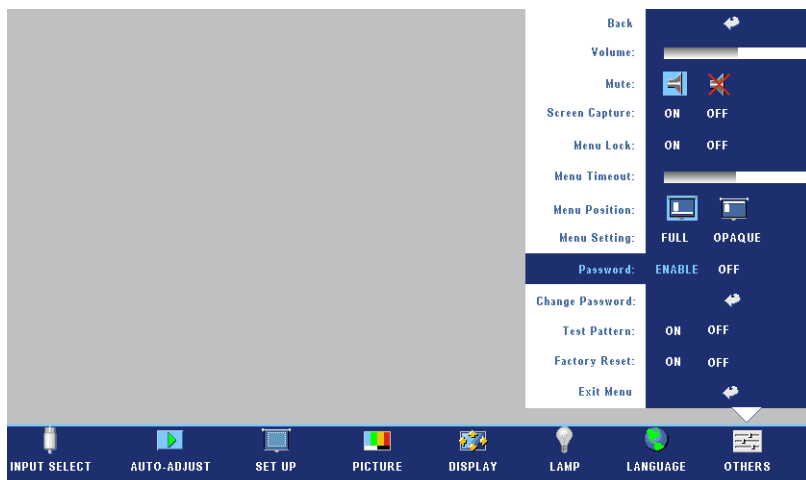 Back
Volume:
Mute:
Screen Capture: ON OFF
Menu Lock: ON OFF
Menu Timeout:
Menu Position:
Menu Setting: FULL OPAQUE
Password: ENABLE OFF
Change Password:
Test Pattern: ON OFF
Factory Reset: ON OFF
Exit Menu
INPUT SELECT AUTO-ADJUST SET UP PICTURE DISPLAY LAMP LANGUAGE OTHERS